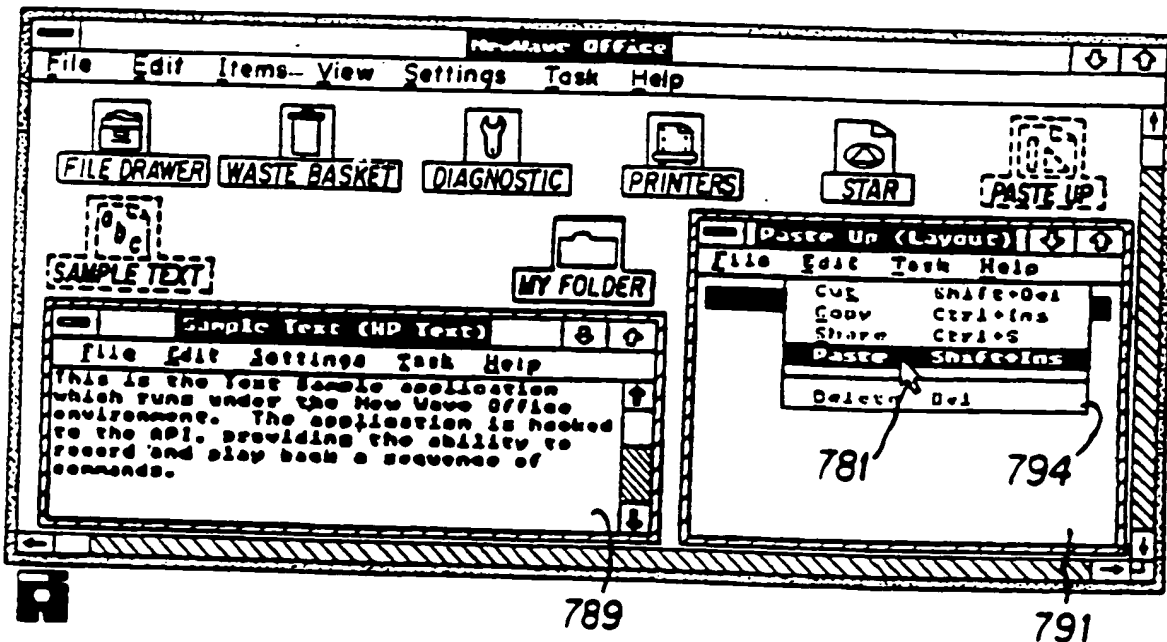 NewWave Office
File Edit Items View Settings Task Help
FILE DRAWER WASTE BASKET DIAGNOSTIC PRINTERS STAR PASTE UP
SAMPLE TEXT MY FOLDER
Paste Up (Layout)
File Edit Task Help
Cut Shift+Del
Copy Ctrl+Ins
Share Ctrl+S
Paste Shift+Ins
Delete Del
Sample Text (HP Text)
File Edit Settings Task Help
This is the Text Sample application
which runs under the New Wave Office
environment. The application is hooked
to the API, providing the ability to
record and play back a sequence of
commands.
781 794
789 791